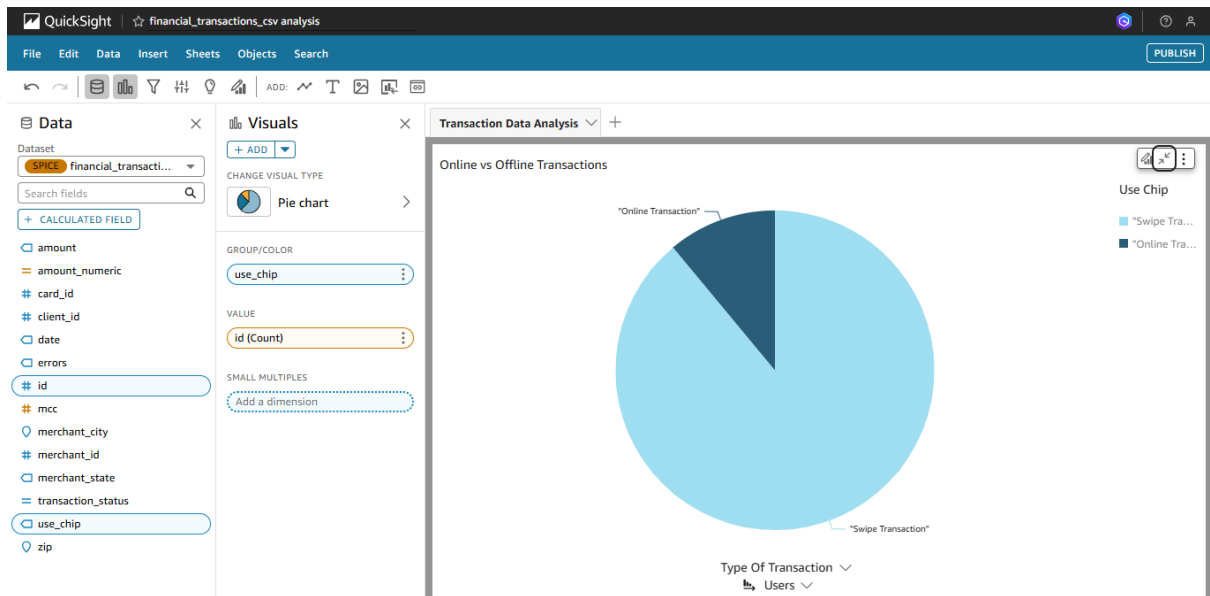 QuickSight financial_transactions_csv analysis
File Edit Data Insert Sheets Objects Search PUBLISH
ADD:
Data
Dataset
SPICE financial_transacti...
Search fields
+ CALCULATED FIELD
amount
amount_numeric
card_id
client_id
date
errors
id
mcc
merchant_city
merchant_id
merchant_state
transaction_status
use_chip
zip
Visuals
+ ADD
CHANGE VISUAL TYPE
Pie chart
GROUP/COLOR
use_chip
VALUE
id (Count)
SMALL MULTIPLES
Add a dimension
Transaction Data Analysis
Online vs Offline Transactions
Use Chip
"Swipe Tra...
"Online Tra...
"Online Transaction"
"Swipe Transaction"
Type Of Transaction
Users